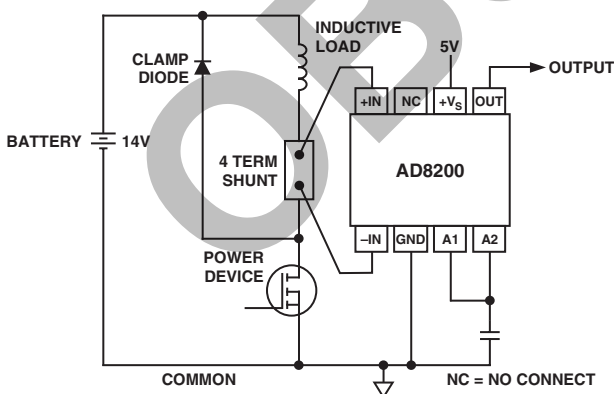 INDUCTIVE
LOAD
CLAMP
DIODE
5V
OUTPUT
+IN NC +VS OUT
BATTERY 14V
4 TERM
SHUNT
AD8200
-IN GND A1 A2
POWER
DEVICE
COMMON
NC = NO CONNECT